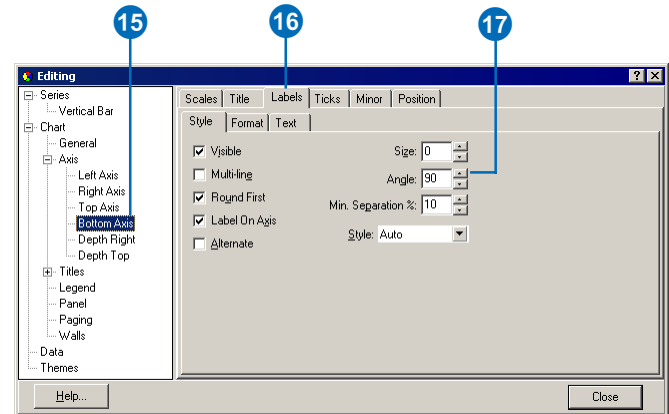 15 16 17
Editing
Series
Vertical Bar
Chart
General
Axis
Left Axis
Right Axis
Top Axis
Bottom Axis
Depth Right
Depth Top
Titles
Legend
Panel
Paging
Walls
Data
Themes
Scales Title Labels Ticks Minor Position
Style Format Text
Visible Size: 0
Multi-line Angle: 90
Round First Min. Separation %: 10
Label On Axis Style: Auto
Alternate
Help... Close